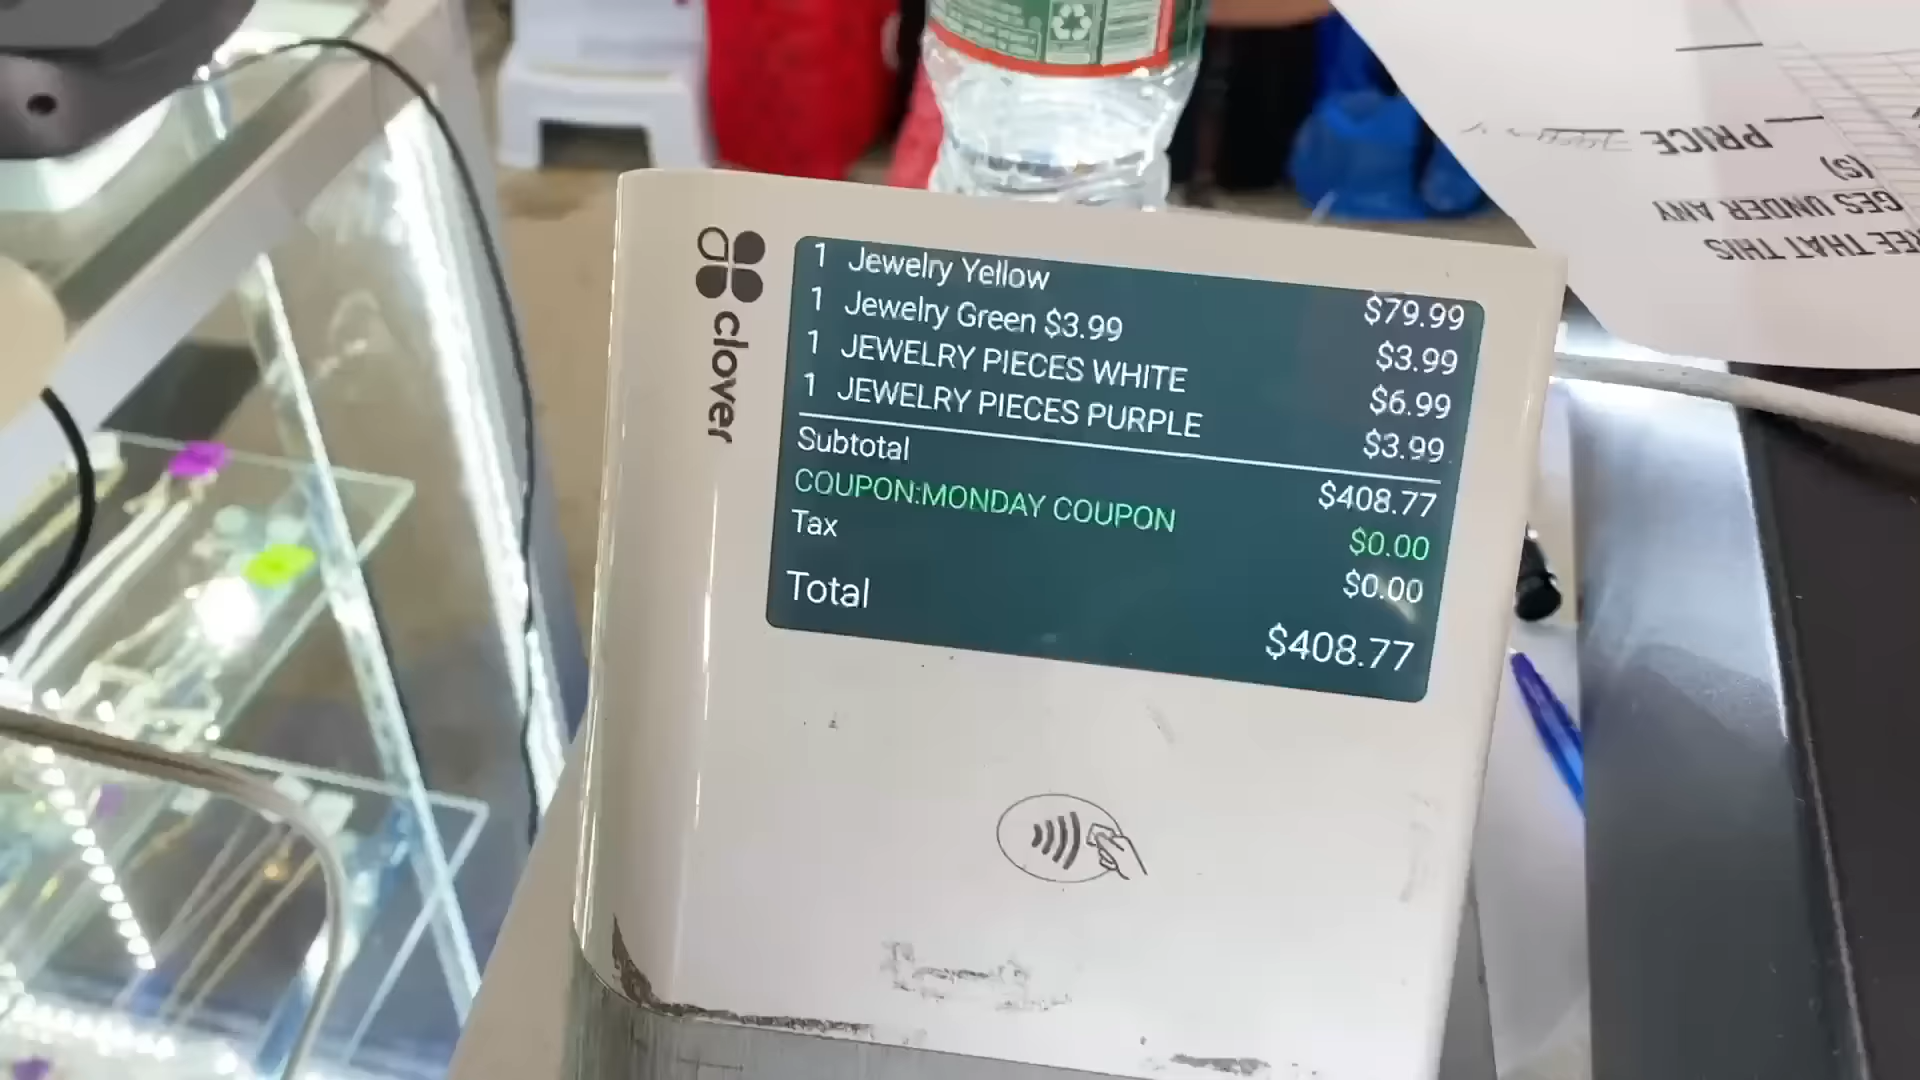 clover
1 Jewelry Yellow $79.99
1 Jewelry Green $3.99 $3.99
1 JEWELRY PIECES WHITE $6.99
1 JEWELRY PIECES PURPLE $3.99
Subtotal $408.77
COUPON:MONDAY COUPON $0.00
Tax $0.00
Total $408.77
REE THAT THIS
GES UNDER ANY
(S)
PRICE